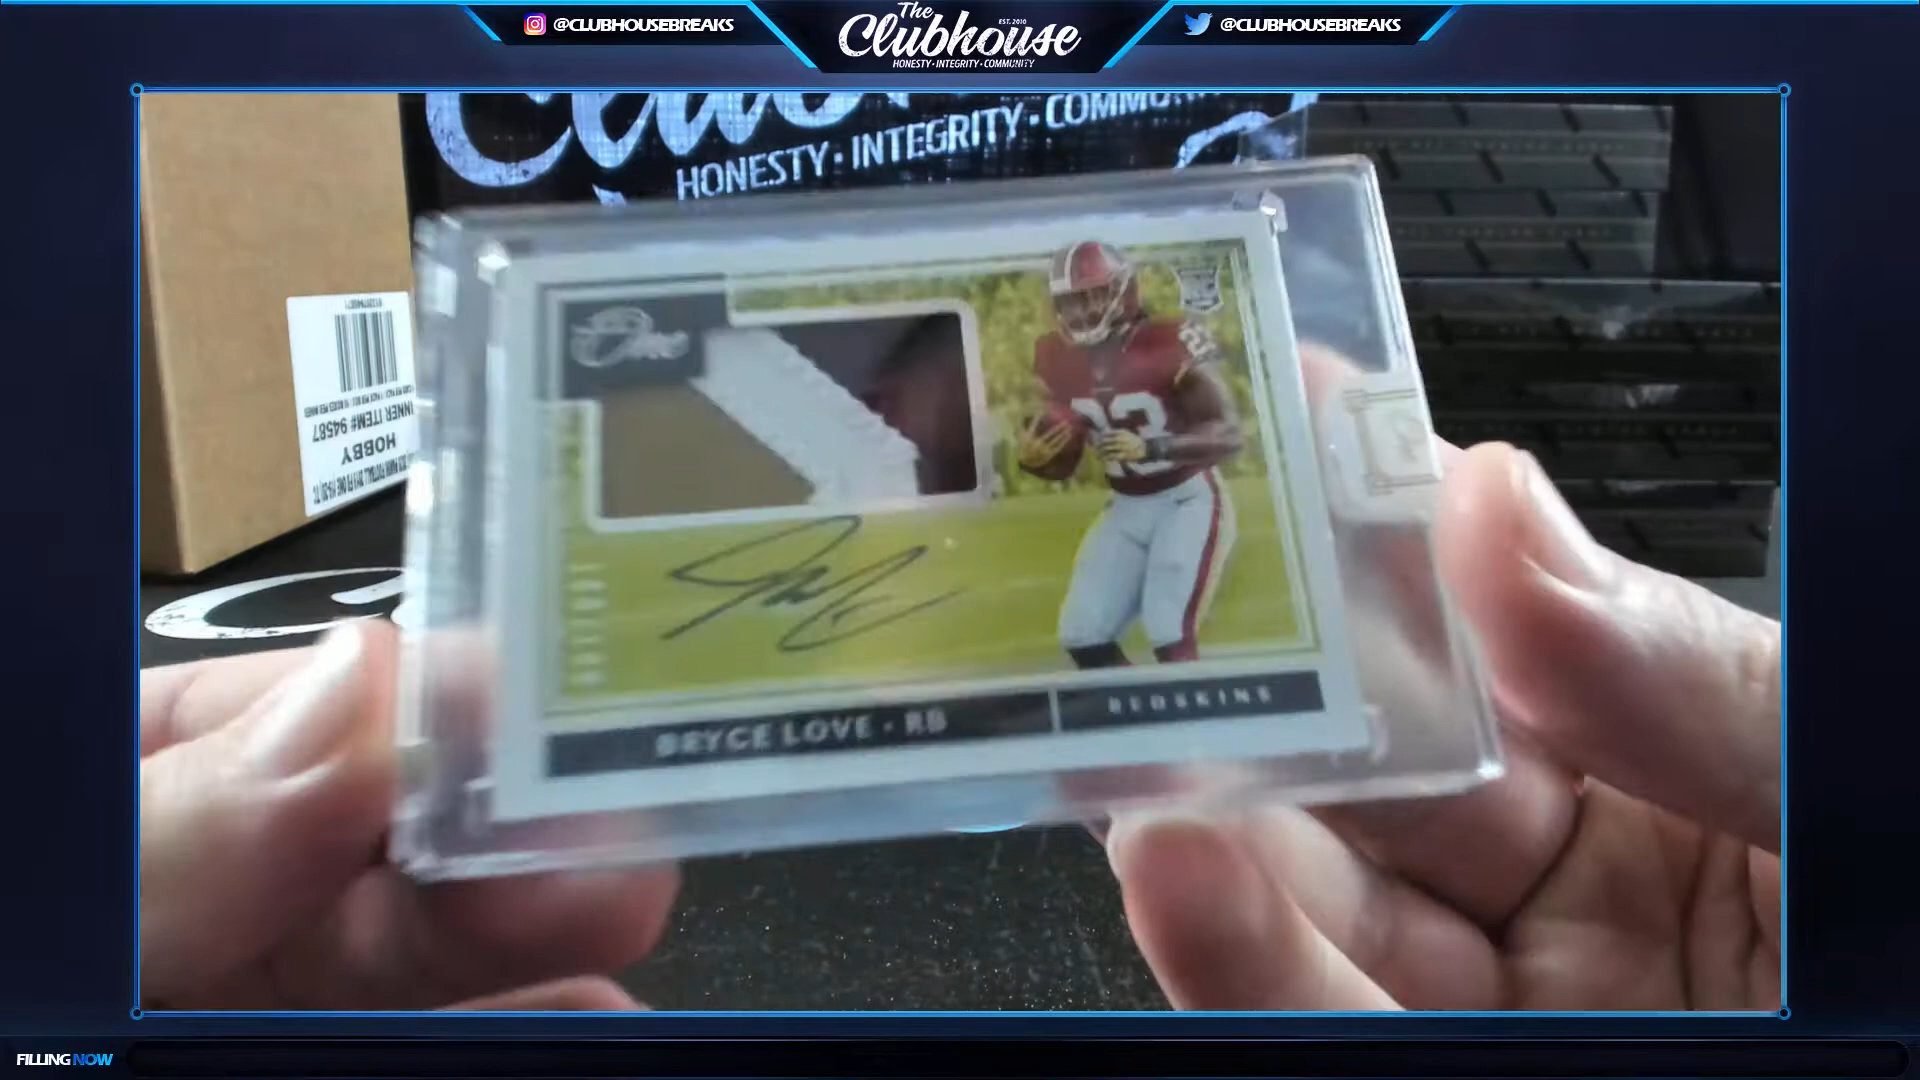 @CLUBHOUSEBREAKS
The
Clubhouse
EST. 2010
HONESTY • INTEGRITY • COMMUNITY
@CLUBHOUSEBREAKS
HONESTY • INTEGRITY •
INNER ITEM# 94587
HOBBY
One
23
BRYCE LOVE • RB
REDSKINS
FILLING NOW